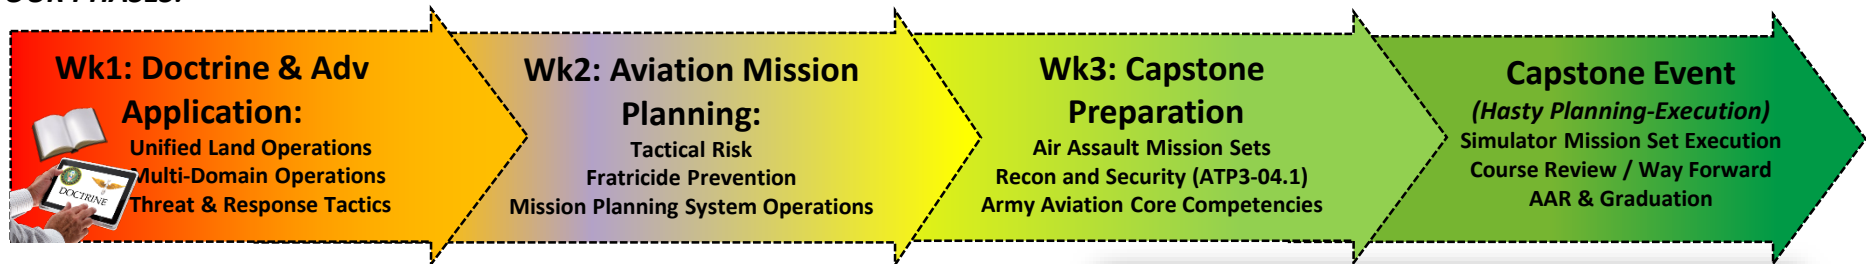 OUR PHASES:
Wk1: Doctrine & Adv
Application:
Unified Land Operations
Multi-Domain Operations
Threat & Response Tactics
DOCTRINE
Wk2: Aviation Mission
Planning:
Tactical Risk
Fratricide Prevention
Mission Planning System Operations
Wk3: Capstone
Preparation
Air Assault Mission Sets
Recon and Security (ATP3-04.1)
Army Aviation Core Competencies
Capstone Event
(Hasty Planning-Execution)
Simulator Mission Set Execution
Course Review / Way Forward
AAR & Graduation